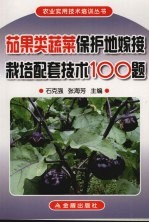 农业实用技术培训丛书
茄果类蔬菜保护地嫁接
栽培配套技术100题
石克强 张海芳 主编
金盾出版社